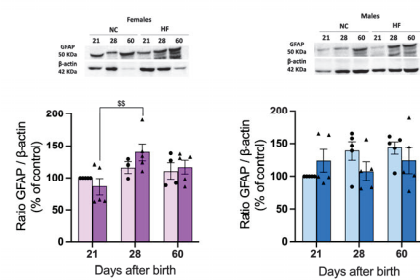 Females
NC HF
21 28 60 21 28 60
GFAP
50 KDa
β-actin
42 KDa
Males
NC HF
21 28 60 21 28 60
GFAP
50 KDa
β-actin
42 KDa
Ratio GFAP / β-actin
(% of control)
200
150
100
50
0
$$
21 28 60
Days after birth
Ratio GFAP / β-actin
(% of control)
200
150
100
50
0
21 28 60
Days after birth